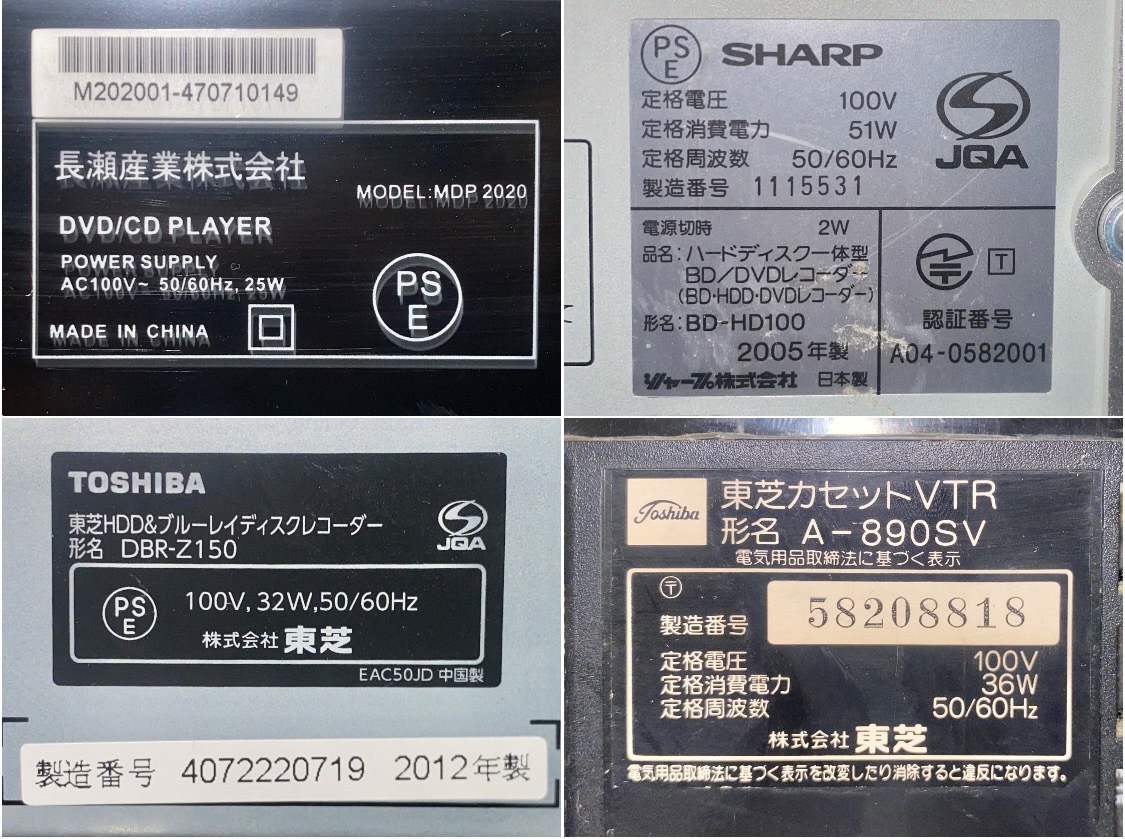 M202001-470710149
長瀬産業株式会社
MODEL:MDP 2020
DVD/CD PLAYER
POWER SUPPLY
AC100V~ 50/60Hz, 25W
MADE IN CHINA
PS
E
PS
E
SHARP
定格電圧 100V
定格消費電力 51W
定格周波数 50/60Hz
製造番号 1115531
JQA
電源切時 2W
品名:ハードディスク一体型
BD/DVDレコーダー
(BD・HDD・DVDレコーダー)
形名:BD-HD100
2005年製
シャープ株式会社 日本製
T
認証番号
A04-0582001
TOSHIBA
東芝HDD&ブルーレイディスクレコーダー
形名 DBR-Z150
JQA
PS
E
100V,32W,50/60Hz
株式会社 東芝
EAC50JD 中国製
製造番号 4072220719 2012年製
Toshiba
東芝カセットVTR
形名 A-890SV
電気用品取締法に基づく表示
〒
製造番号 58208818
定格電圧 100V
定格消費電力 36W
定格周波数 50/60Hz
株式会社 東芝
電気用品取締法に基づく表示を改変したり消除すると違反になります。